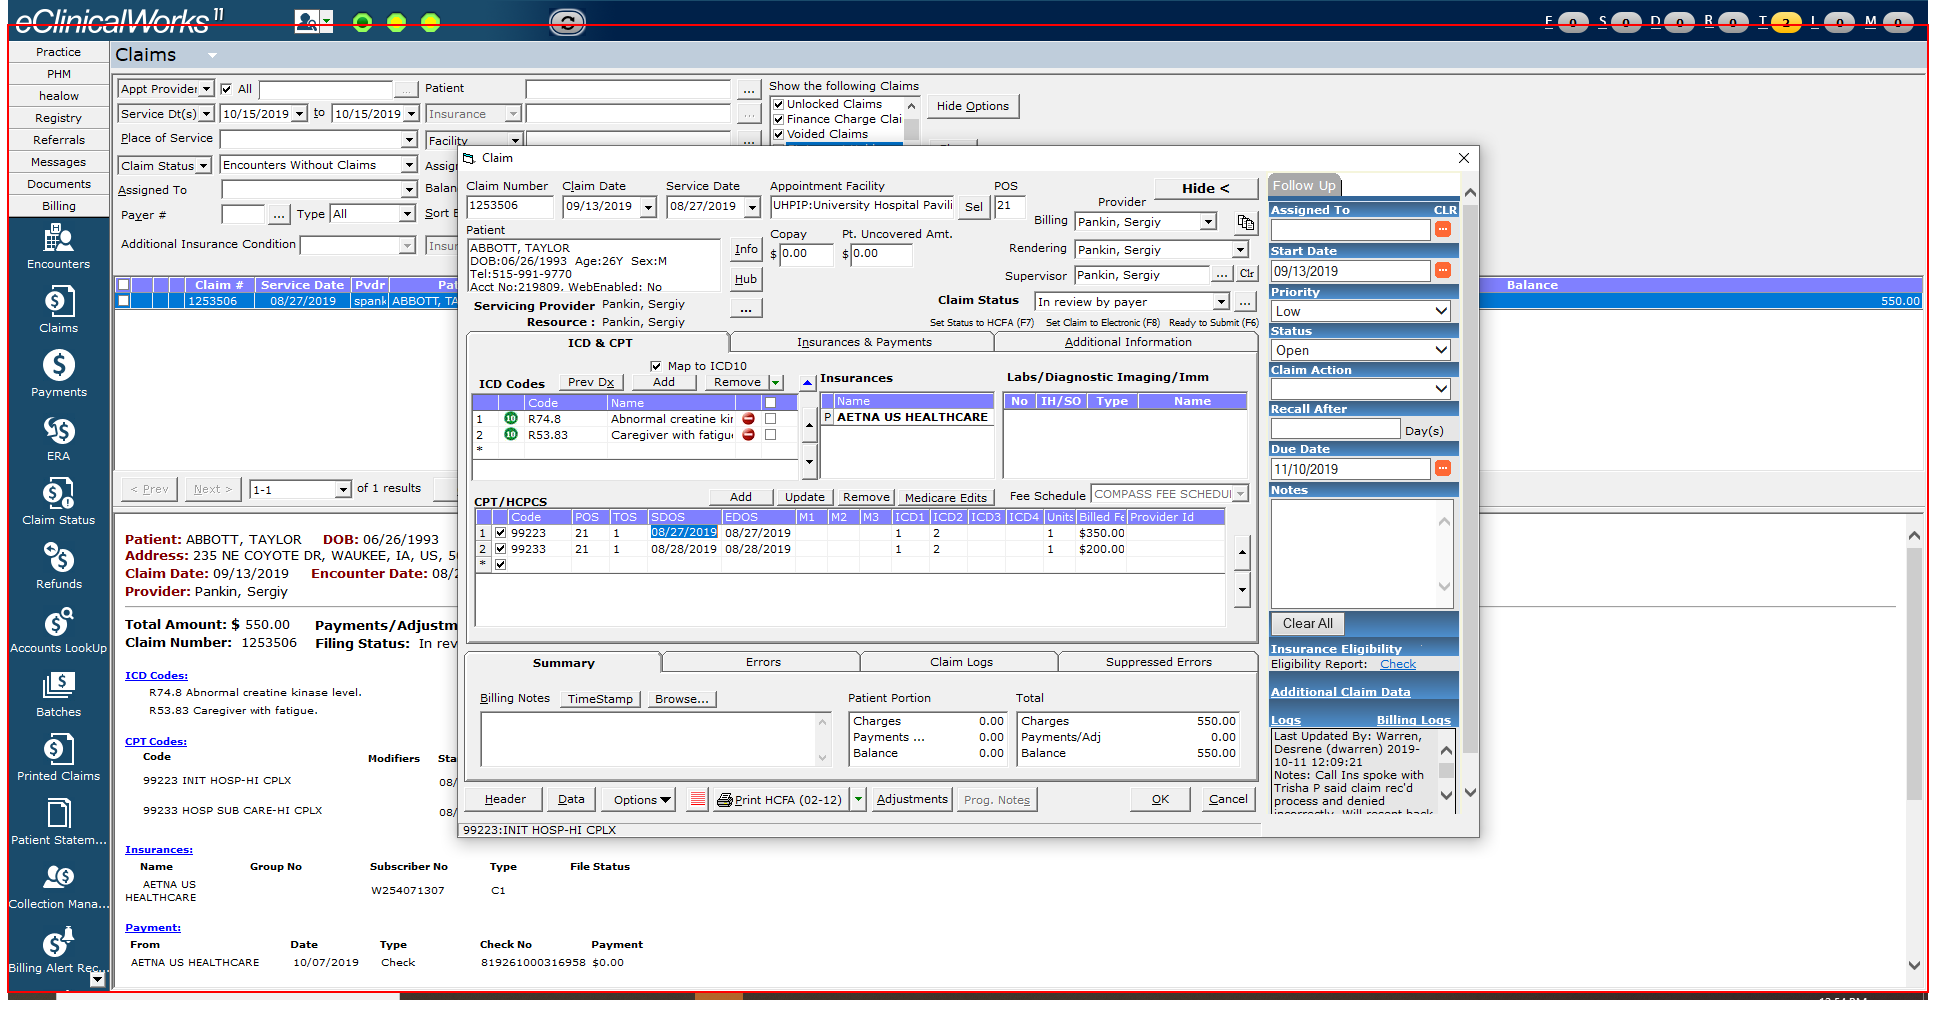 eClinicalWorks 11
E 0 S 0 D 0 R 0 T 2 L 0 M 0
Practice
PHM
healow
Registry
Referrals
Messages
Documents
Billing
Encounters
Claims
Payments
ERA
Claim Status
Refunds
Accounts LookUp
Batches
Printed Claims
Patient Statem...
Collection Mana...
Billing Alert Rec...
Claims
Appt Provider All ... Patient ...
Service Dt(s) 10/15/2019 to 10/15/2019 Insurance ...
Place of Service Facility ...
Claim Status Encounters Without Claims
Assigned To
Payer # ... Type All Sort
Additional Insurance Condition
Show the following Claims
Unlocked Claims
Finance Charge Clai
Voided Claims
Hide Options
Claim # Service Date Pvdr Balance
1253506 08/27/2019 spank ABBOTT, TA 550.00
< Prev Next > 1-1 of 1 results
Patient: ABBOTT, TAYLOR DOB: 06/26/1993
Address: 235 NE COYOTE DR, WAUKEE, IA, US,
Claim Date: 09/13/2019 Encounter Date: 08/2
Provider: Pankin, Sergiy
Total Amount: $ 550.00 Payments/Adjustm
Claim Number: 1253506 Filing Status: In rev
ICD Codes:
R74.8 Abnormal creatine kinase level.
R53.83 Caregiver with fatigue.
CPT Codes:
Code Modifiers Sta
99223 INIT HOSP-HI CPLX 08/
99233 HOSP SUB CARE-HI CPLX 08/
Insurances:
Name Group No Subscriber No Type File Status
AETNA US HEALTHCARE W254071307 C1
Payment:
From Date Type Check No Payment
AETNA US HEALTHCARE 10/07/2019 Check 819261000316958 $0.00
Claim
Claim Number Claim Date Service Date Appointment Facility POS Hide <
1253506 09/13/2019 08/27/2019 UHPIP:University Hospital Pavili Sel 21
Provider
Billing Pankin, Sergiy
Rendering Pankin, Sergiy
Supervisor Pankin, Sergiy ... Clr
Patient
ABBOTT, TAYLOR
DOB:06/26/1993 Age:26Y Sex:M
Tel:515-991-9770
Acct No:219809, WebEnabled: No
Info
Hub
...
Copay Pt. Uncovered Amt.
$ 0.00 $ 0.00
Servicing Provider Pankin, Sergiy
Resource : Pankin, Sergiy
Claim Status In review by payer ...
Set Status to HCFA (F7) Set Claim to Electronic (F8) Ready to Submit (F6)
ICD & CPT Insurances & Payments Additional Information
Map to ICD10
ICD Codes Prev Dx Add Remove
Code Name
1 10 R74.8 Abnormal creatine kir
2 10 R53.83 Caregiver with fatigu
*
Insurances
Name
P AETNA US HEALTHCARE
Labs/Diagnostic Imaging/Imm
No IH/SO Type Name
CPT/HCPCS Add Update Remove Medicare Edits Fee Schedule COMPASS FEE SCHEDUL
Code POS TOS SDOS EDOS M1 M2 M3 ICD1 ICD2 ICD3 ICD4 Units Billed Fe Provider Id
1 99223 21 1 08/27/2019 08/27/2019 1 2 1 $350.00
2 99233 21 1 08/28/2019 08/28/2019 1 2 1 $200.00
*
Summary Errors Claim Logs Suppressed Errors
Billing Notes TimeStamp Browse... Patient Portion Total
Charges 0.00 Charges 550.00
Payments ... 0.00 Payments/Adj 0.00
Balance 0.00 Balance 550.00
Header Data Options Print HCFA (02-12) Adjustments Prog. Notes OK Cancel
99223:INIT HOSP-HI CPLX
Follow Up
Assigned To CLR
Start Date
09/13/2019
Priority
Low
Status
Open
Claim Action
Recall After
Day(s)
Due Date
11/10/2019
Notes
Clear All
Insurance Eligibility
Eligibility Report: Check
Additional Claim Data
Logs Billing Logs
Last Updated By: Warren,
Desrene (dwarren) 2019-
10-11 12:09:21
Notes: Call Ins spoke with
Trisha P said claim rec'd
process and denied